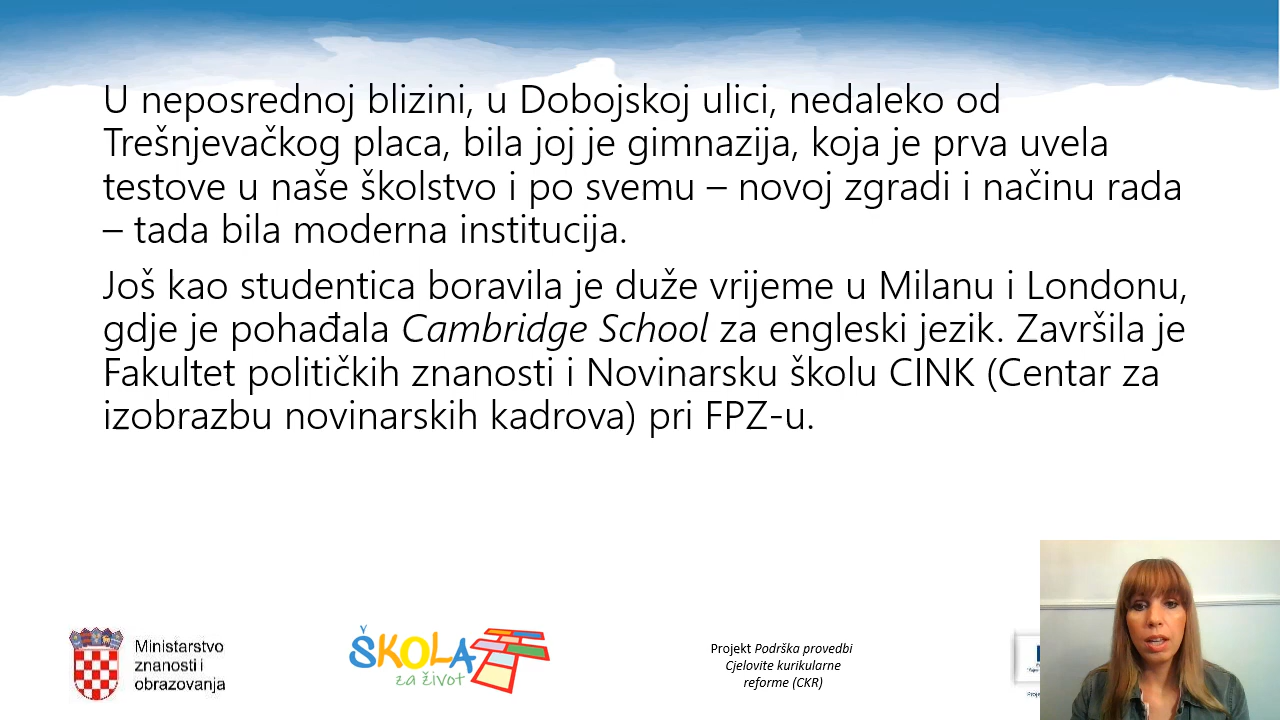 U neposrednoj blizini, u Dobojskoj ulici, nedaleko od
Trešnjevačkog placa, bila joj je gimnazija, koja je prva uvela
testove u naše školstvo i po svemu – novoj zgradi i načinu rada
– tada bila moderna institucija.
Još kao studentica boravila je duže vrijeme u Milanu i Londonu,
gdje je pohađala Cambridge School za engleski jezik. Završila je
Fakultet političkih znanosti i Novinarsku školu CINK (Centar za
izobrazbu novinarskih kadrova) pri FPZ-u.
Ministarstvo
znanosti i
obrazovanja
ŠKOLA
za život
Projekt Podrška provedbi
Cjelovite kurikularne
reforme (CKR)